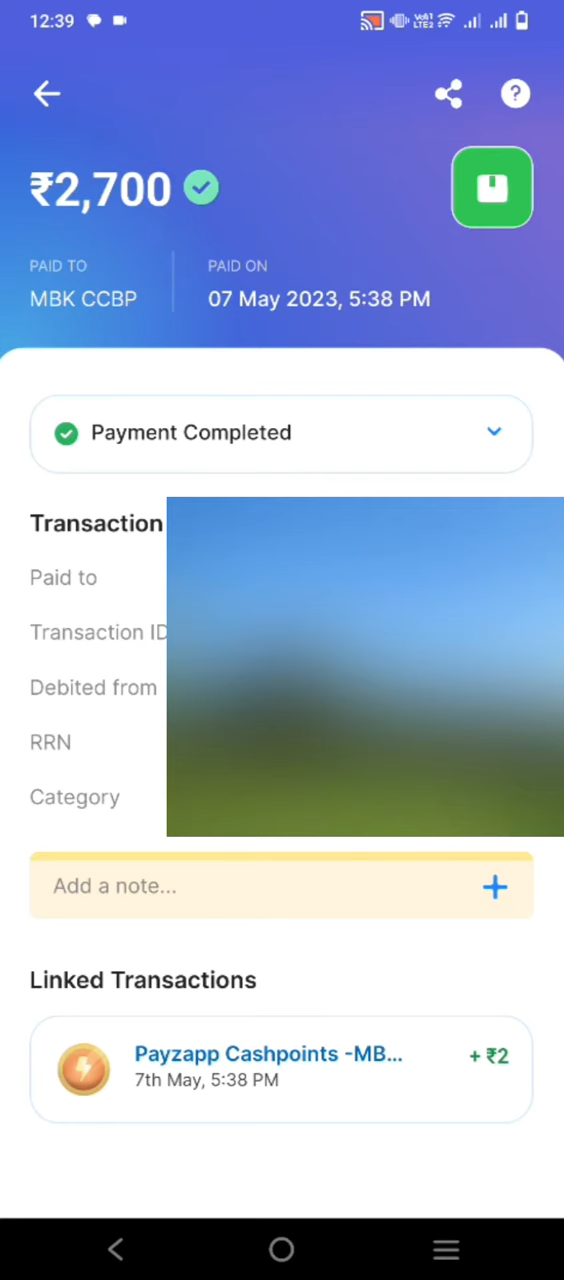 12:39
VoLTE LTE2
₹2,700
PAID TO
MBK CCBP
PAID ON
07 May 2023, 5:38 PM
Payment Completed
Transaction
Paid to
Transaction ID
Debited from
RRN
Category
Add a note...
Linked Transactions
Payzapp Cashpoints -MB...
+ ₹2
7th May, 5:38 PM